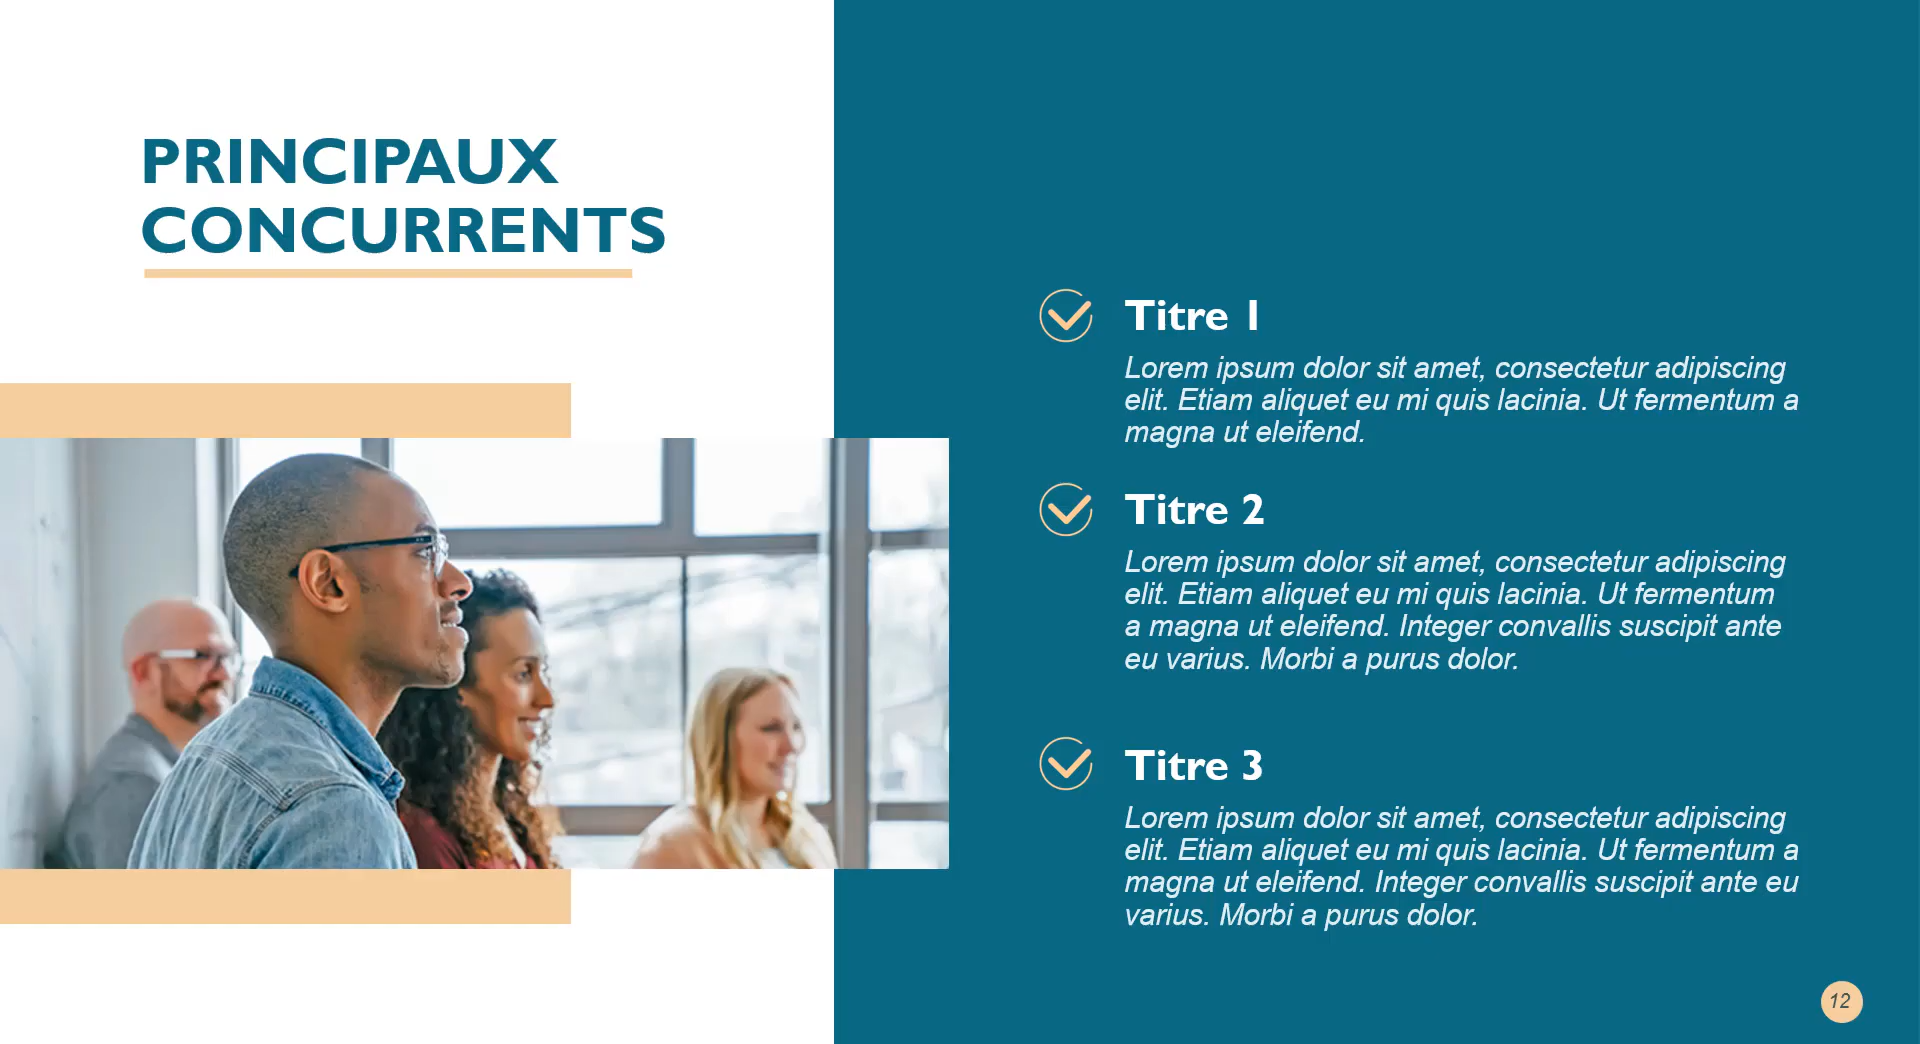 PRINCIPAUX
CONCURRENTS
Titre 1
Lorem ipsum dolor sit amet, consectetur adipiscing
elit. Etiam aliquet eu mi quis lacinia. Ut fermentum a
magna ut eleifend.
Titre 2
Lorem ipsum dolor sit amet, consectetur adipiscing
elit. Etiam aliquet eu mi quis lacinia. Ut fermentum
a magna ut eleifend. Integer convallis suscipit ante
eu varius. Morbi a purus dolor.
Titre 3
Lorem ipsum dolor sit amet, consectetur adipiscing
elit. Etiam aliquet eu mi quis lacinia. Ut fermentum a
magna ut eleifend. Integer convallis suscipit ante eu
varius. Morbi a purus dolor.
12